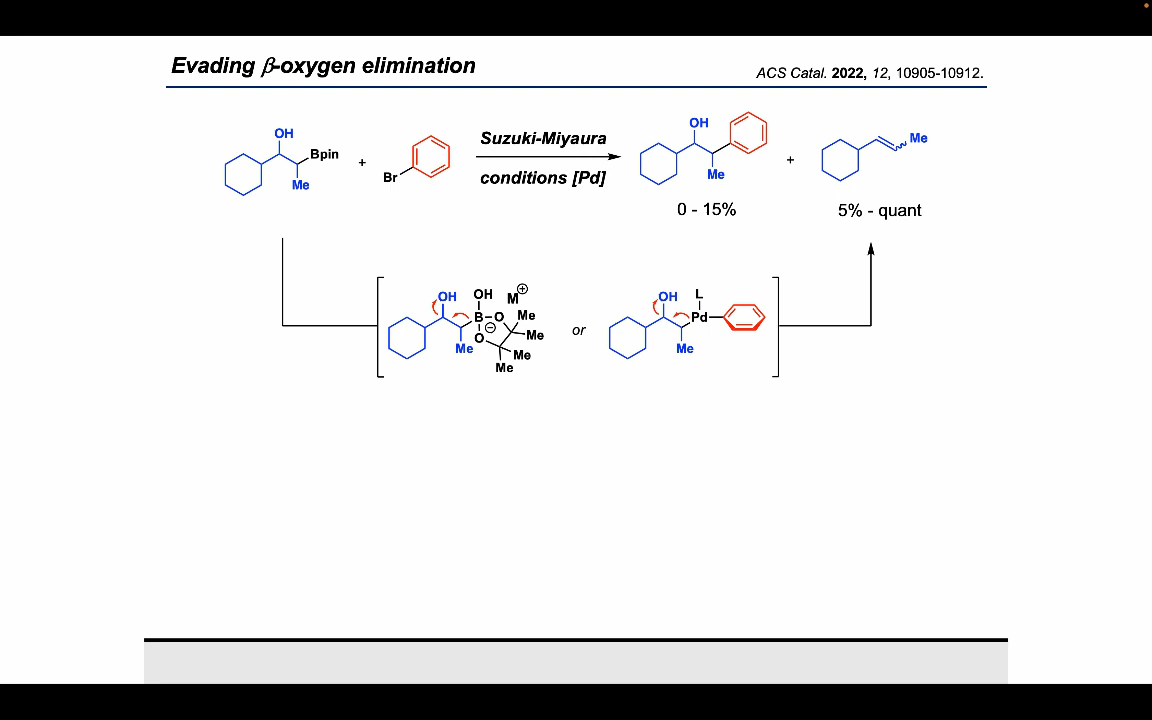 Evading β-oxygen elimination
ACS Catal. 2022, 12, 10905-10912.
OH
Bpin
Me
+
Br
Suzuki-Miyaura
conditions [Pd]
OH
Me
0 - 15%
+
Me
5% - quant
OH
Me
OH
M⊕
B
⊖
O
O
Me
Me
Me
Me
or
OH
Me
L
Pd